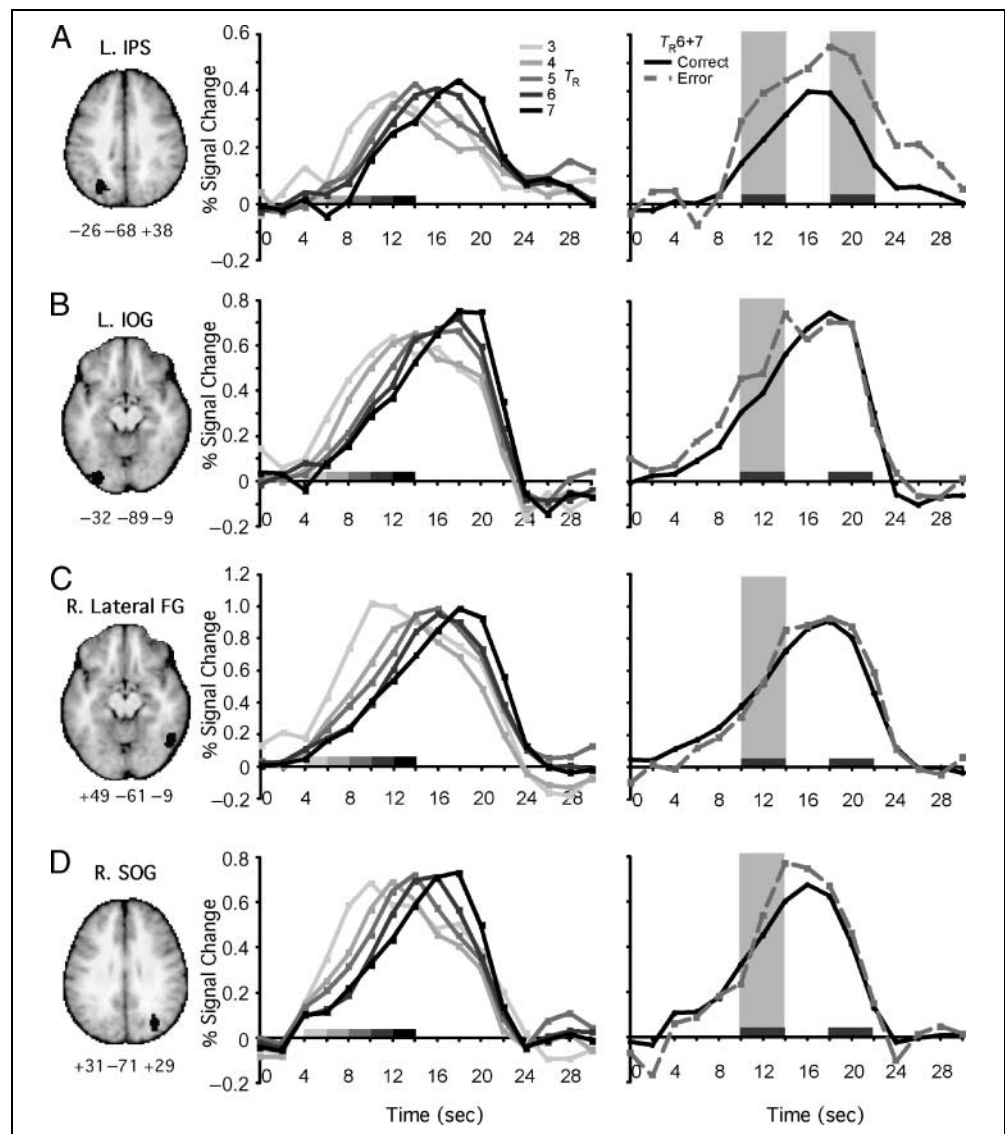 A
L. IPS
−26 −68 +38
% Signal Change
0.6
0.4
0.2
0
−0.2
0 4 8 12 16 20 24 28
3
4
5 TR
6
7
TR6+7
Correct
Error
0 4 8 12 16 20 24 28
B
L. IOG
−32 −89 −9
% Signal Change
0.8
0.6
0.4
0.2
0
−0.2
0 4 8 12 16 20 24 28
0 4 8 12 16 20 24 28
C
R. Lateral FG
+49 −61 −9
% Signal Change
1.2
1.0
0.8
0.6
0.4
0.2
0
−0.2
0 4 8 12 16 20 24 28
0 4 8 12 16 20 24 28
D
R. SOG
+31 −71 +29
% Signal Change
0.8
0.6
0.4
0.2
0
−0.2
0 4 8 12 16 20 24 28
0 4 8 12 16 20 24 28
Time (sec)
Time (sec)